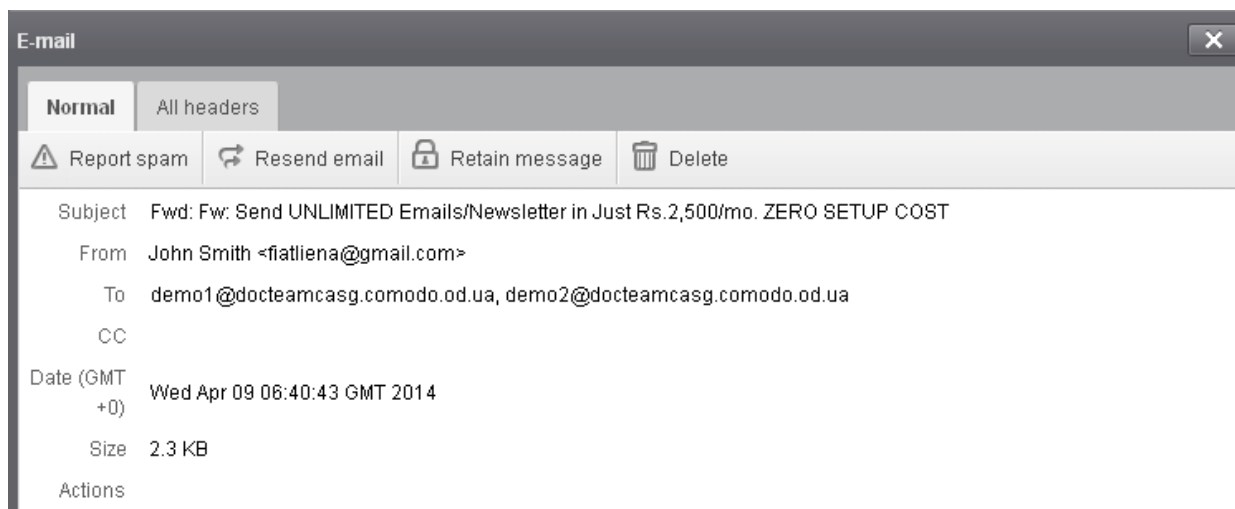 E-mail
Normal All headers
Report spam Resend email Retain message Delete
Subject Fwd: Fw: Send UNLIMITED Emails/Newsletter in Just Rs.2,500/mo. ZERO SETUP COST
From John Smith <fiatliena@gmail.com>
To demo1@docteamcasg.comodo.od.ua, demo2@docteamcasg.comodo.od.ua
CC
Date (GMT
+0) Wed Apr 09 06:40:43 GMT 2014
Size 2.3 KB
Actions